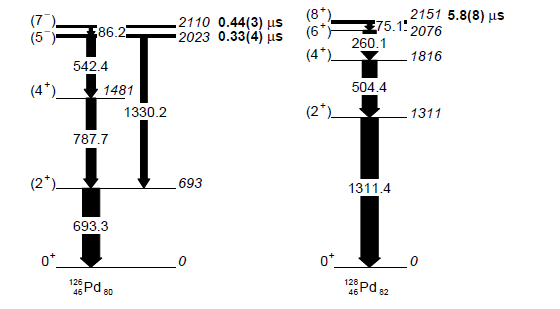 (7⁻) 86.2 2110 0.44(3) μs
(5⁻) 2023 0.33(4) μs
542.4
(4⁺) 1481
1330.2
787.7
(2⁺) 693
693.3
0⁺ 0
¹²⁶₄₆Pd₈₀
(8⁺) 75.1 2151 5.8(8) μs
(6⁺) 2076
260.1
(4⁺) 1816
504.4
(2⁺) 1311
1311.4
0⁺ 0
¹²⁸₄₆Pd₈₂